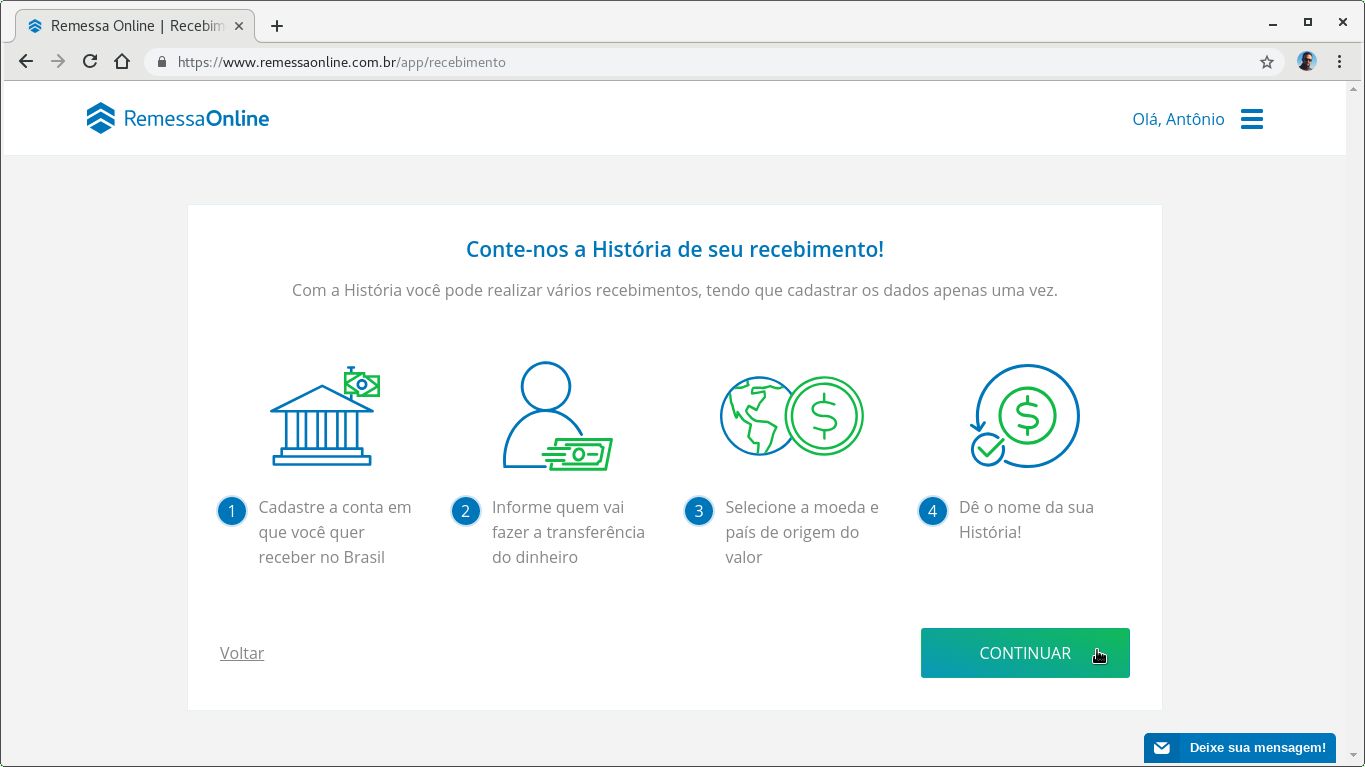 Remessa Online | Recebim
https://www.remessaonline.com.br/app/recebimento
RemessaOnline
Olá, Antônio
Conte-nos a História de seu recebimento!
Com a História você pode realizar vários recebimentos, tendo que cadastrar os dados apenas uma vez.
1
Cadastre a conta em
que você quer
receber no Brasil
2
Informe quem vai
fazer a transferência
do dinheiro
3
Selecione a moeda e
país de origem do
valor
4
Dê o nome da sua
História!
Voltar
CONTINUAR
Deixe sua mensagem!